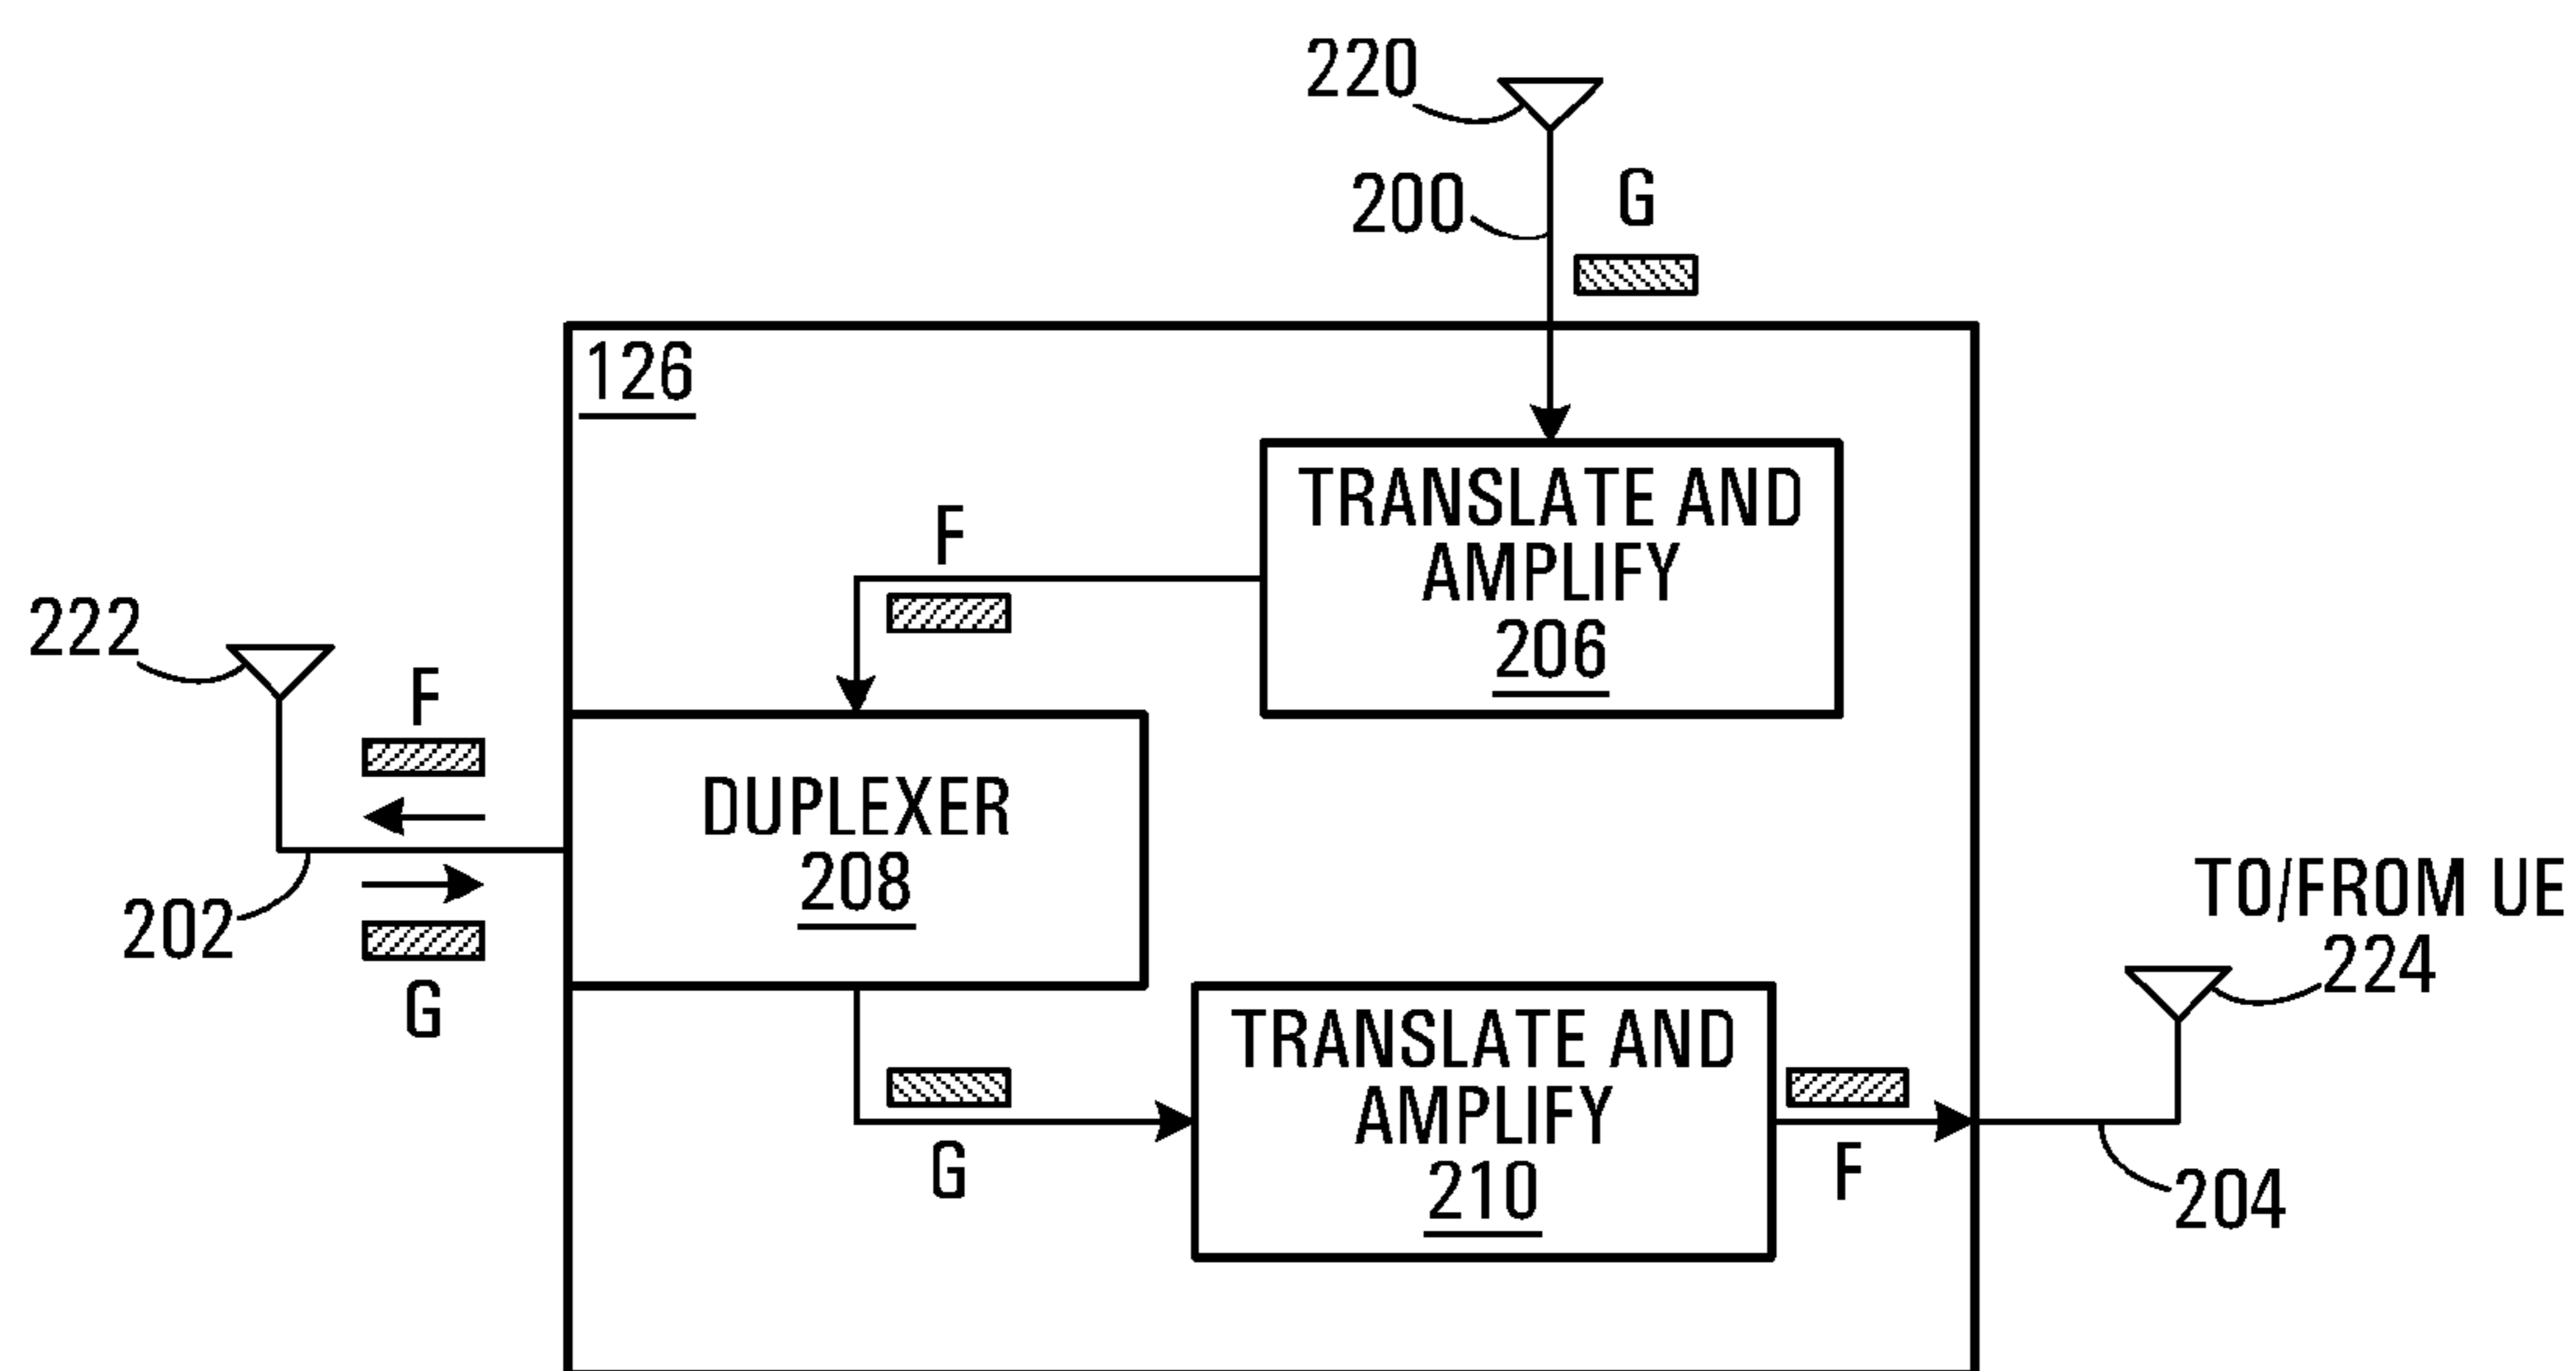 220
200
G
126
TRANSLATE AND
AMPLIFY
206
F
222
F
DUPLEXER
208
202
G
TO/FROM UE
224
TRANSLATE AND
AMPLIFY
210
G
F
204